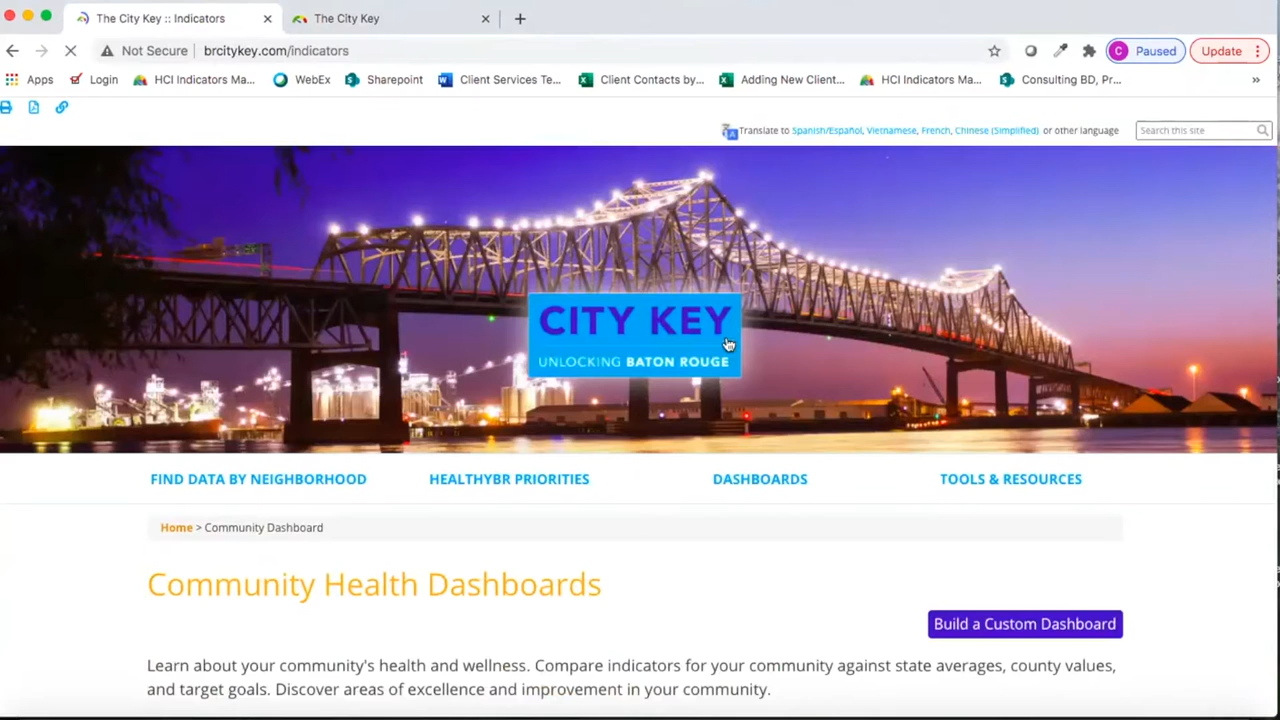 The City Key :: Indicators
The City Key
Not Secure
brcitykey.com/indicators
C
Paused
Update
Apps
Login
HCI Indicators Ma...
WebEx
Sharepoint
Client Services Te...
Client Contacts by...
Adding New Client...
HCI Indicators Ma...
Consulting BD, Pr...
Translate to Spanish/Español, Vietnamese, French, Chinese (Simplified) or other language
Search this site
CITY KEY
UNLOCKING BATON ROUGE
FIND DATA BY NEIGHBORHOOD
HEALTHYBR PRIORITIES
DASHBOARDS
TOOLS & RESOURCES
Home > Community Dashboard
Community Health Dashboards
Build a Custom Dashboard
Learn about your community's health and wellness. Compare indicators for your community against state averages, county values,
and target goals. Discover areas of excellence and improvement in your community.